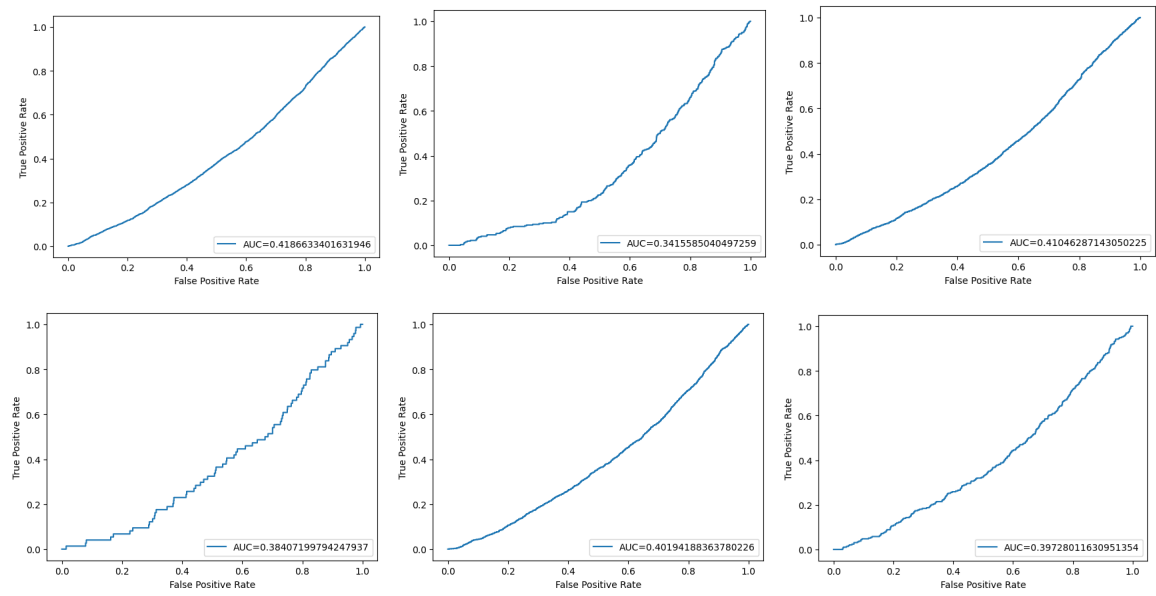 1.0
0.8
0.6
0.4
0.2
0.0
True Positive Rate
AUC=0.4186633401631946
0.0 0.2 0.4 0.6 0.8 1.0
False Positive Rate
1.0
0.8
0.6
0.4
0.2
0.0
True Positive Rate
AUC=0.3415585040497259
0.0 0.2 0.4 0.6 0.8 1.0
False Positive Rate
1.0
0.8
0.6
0.4
0.2
0.0
True Positive Rate
AUC=0.41046287143050225
0.0 0.2 0.4 0.6 0.8 1.0
False Positive Rate
1.0
0.8
0.6
0.4
0.2
0.0
True Positive Rate
AUC=0.38407199794247937
0.0 0.2 0.4 0.6 0.8 1.0
False Positive Rate
1.0
0.8
0.6
0.4
0.2
0.0
True Positive Rate
AUC=0.40194188363780226
0.0 0.2 0.4 0.6 0.8 1.0
False Positive Rate
1.0
0.8
0.6
0.4
0.2
0.0
True Positive Rate
AUC=0.39728011630951354
0.0 0.2 0.4 0.6 0.8 1.0
False Positive Rate